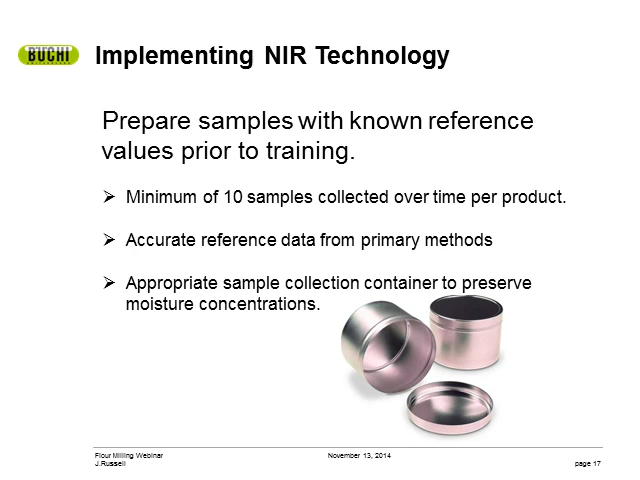 BÜCHI
Implementing NIR Technology
Prepare samples with known reference
values prior to training.
➢ Minimum of 10 samples collected over time per product.
➢ Accurate reference data from primary methods
➢ Appropriate sample collection container to preserve
moisture concentrations.
Flour Milling Webinar November 13, 2014
J.Russell page 17